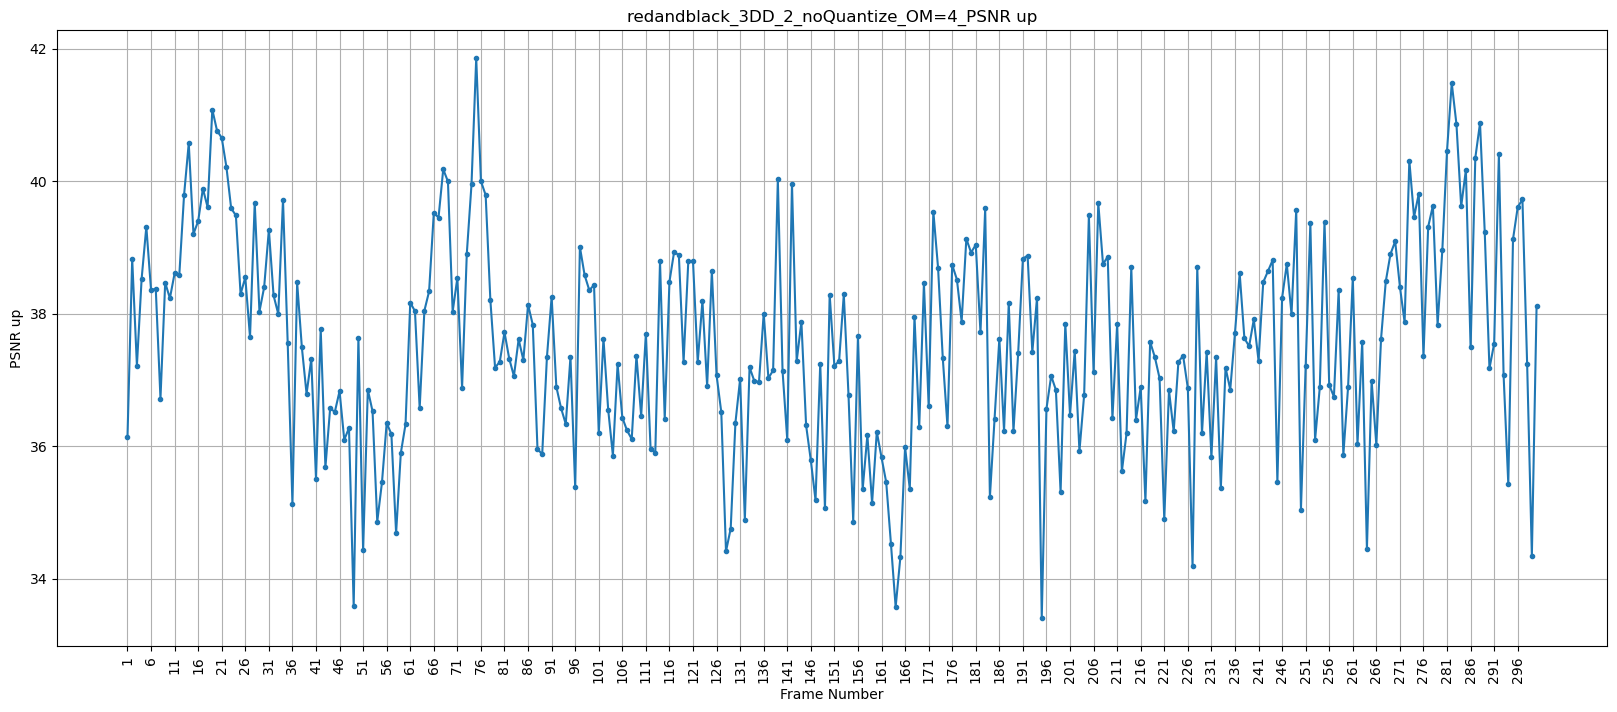 redandblack_3DD_2_noQuantize_OM=4_PSNR up
42
40
38
36
34
PSNR up
1 6 11 16 21 26 31 36 41 46 51 56 61 66 71 76 81 86 91 96 101 106 111 116 121 126 131 136 141 146 151 156 161 166 171 176 181 186 191 196 201 206 211 216 221 226 231 236 241 246 251 256 261 266 271 276 281 286 291 296
Frame Number